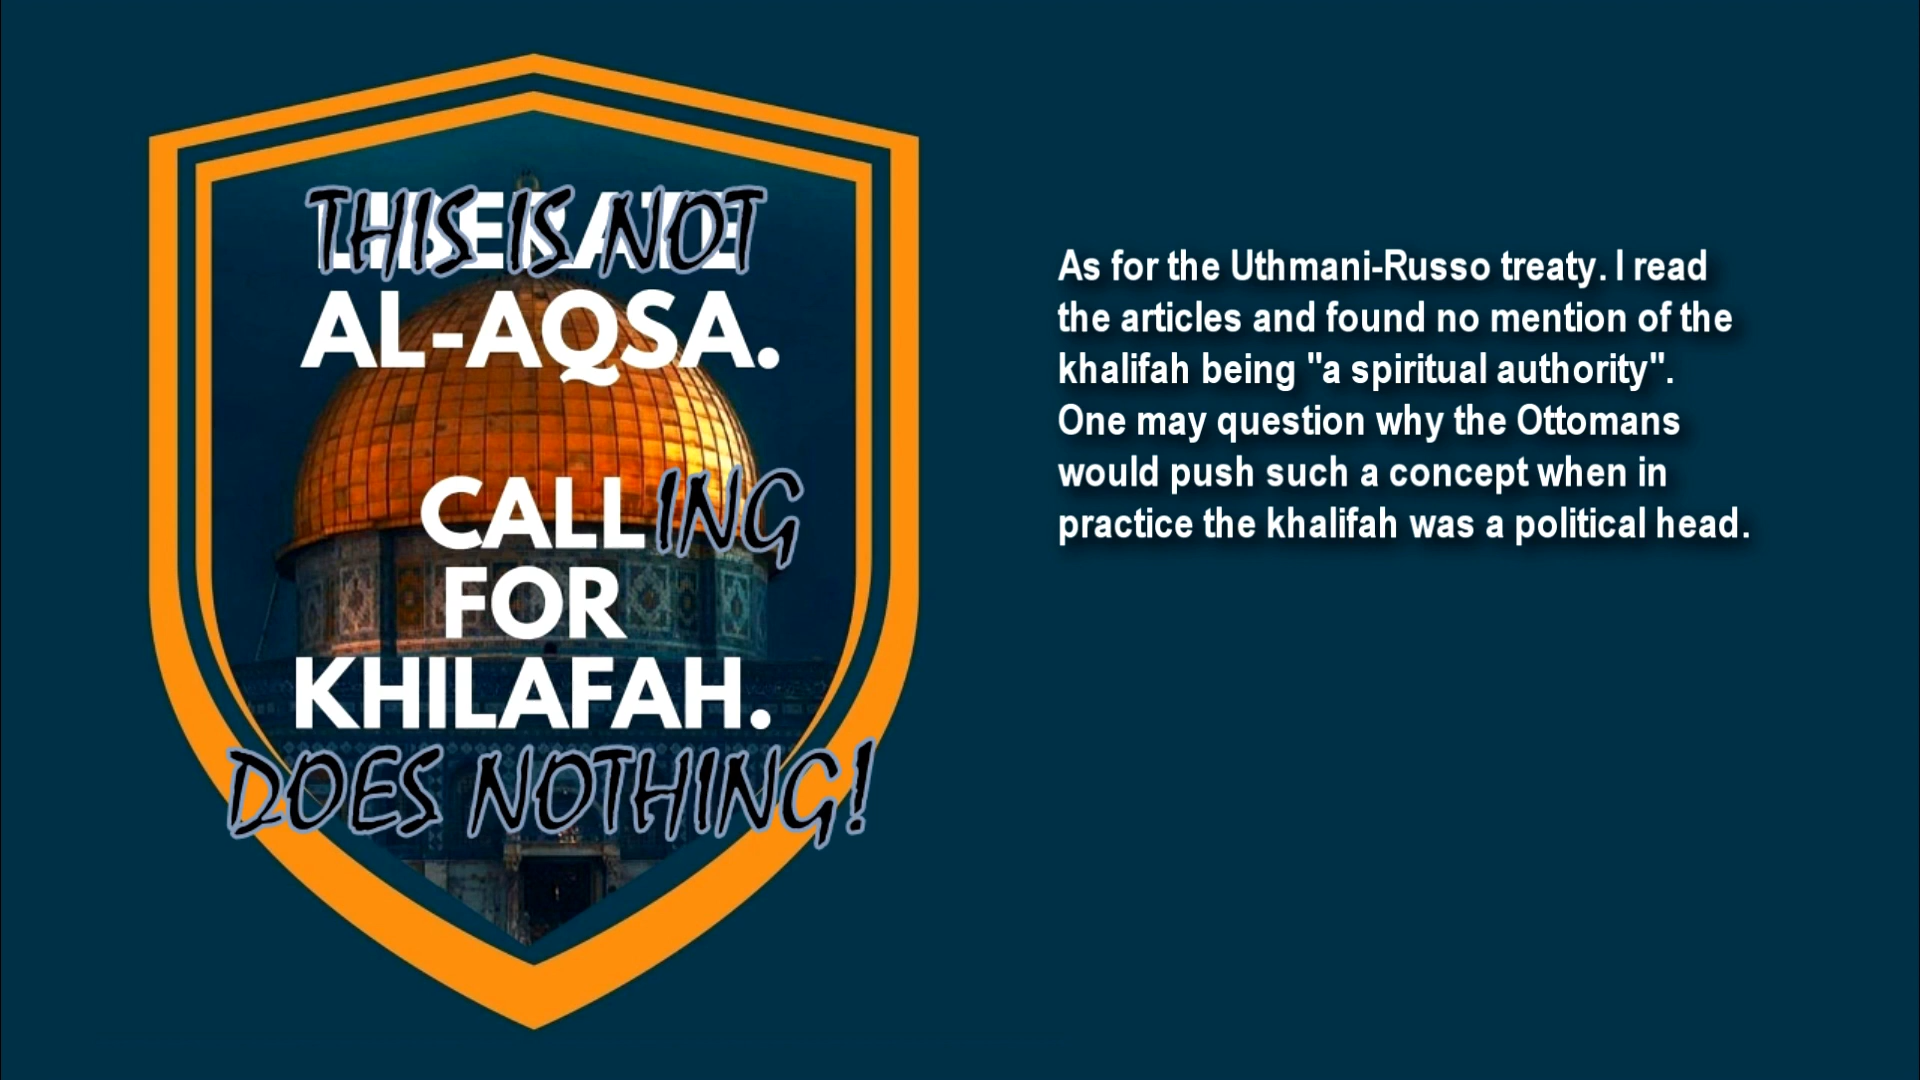 THIS IS NOT
LIBERATE
AL-AQSA.
CALLING
FOR
KHILAFAH.
DOES NOTHING!
As for the Uthmani-Russo treaty. I read
the articles and found no mention of the
khalifah being "a spiritual authority".
One may question why the Ottomans
would push such a concept when in
practice the khalifah was a political head.